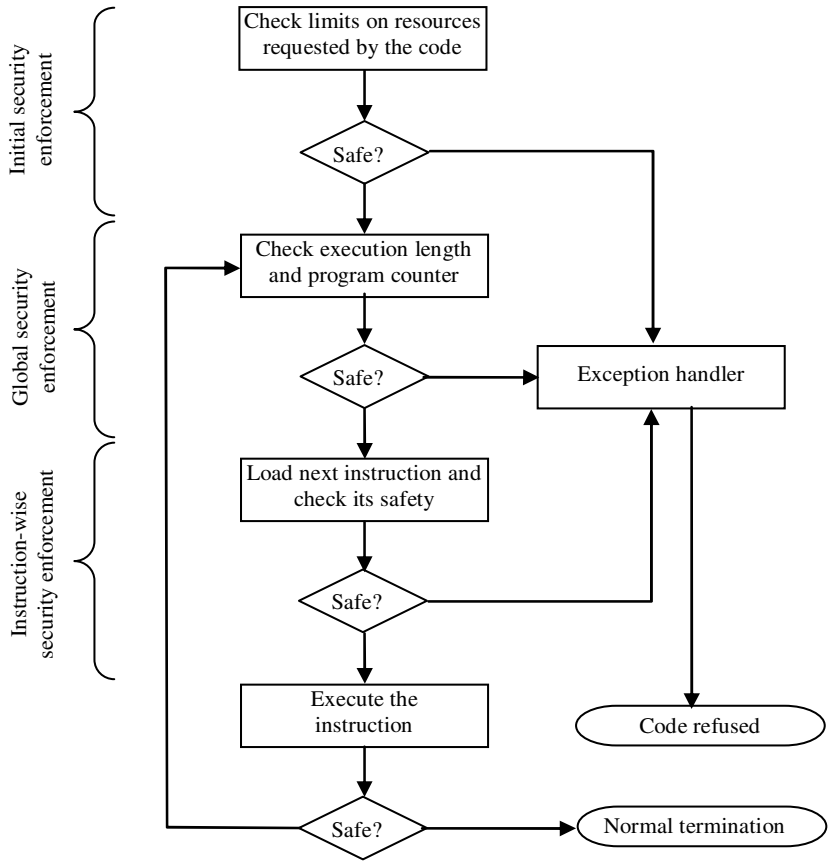 Initial security
enforcement
Check limits on resources
requested by the code
Safe?
Global security
enforcement
Check execution length
and program counter
Safe?
Exception handler
Instruction-wise
security enforcement
Load next instruction and
check its safety
Safe?
Execute the
instruction
Code refused
Safe?
Normal termination